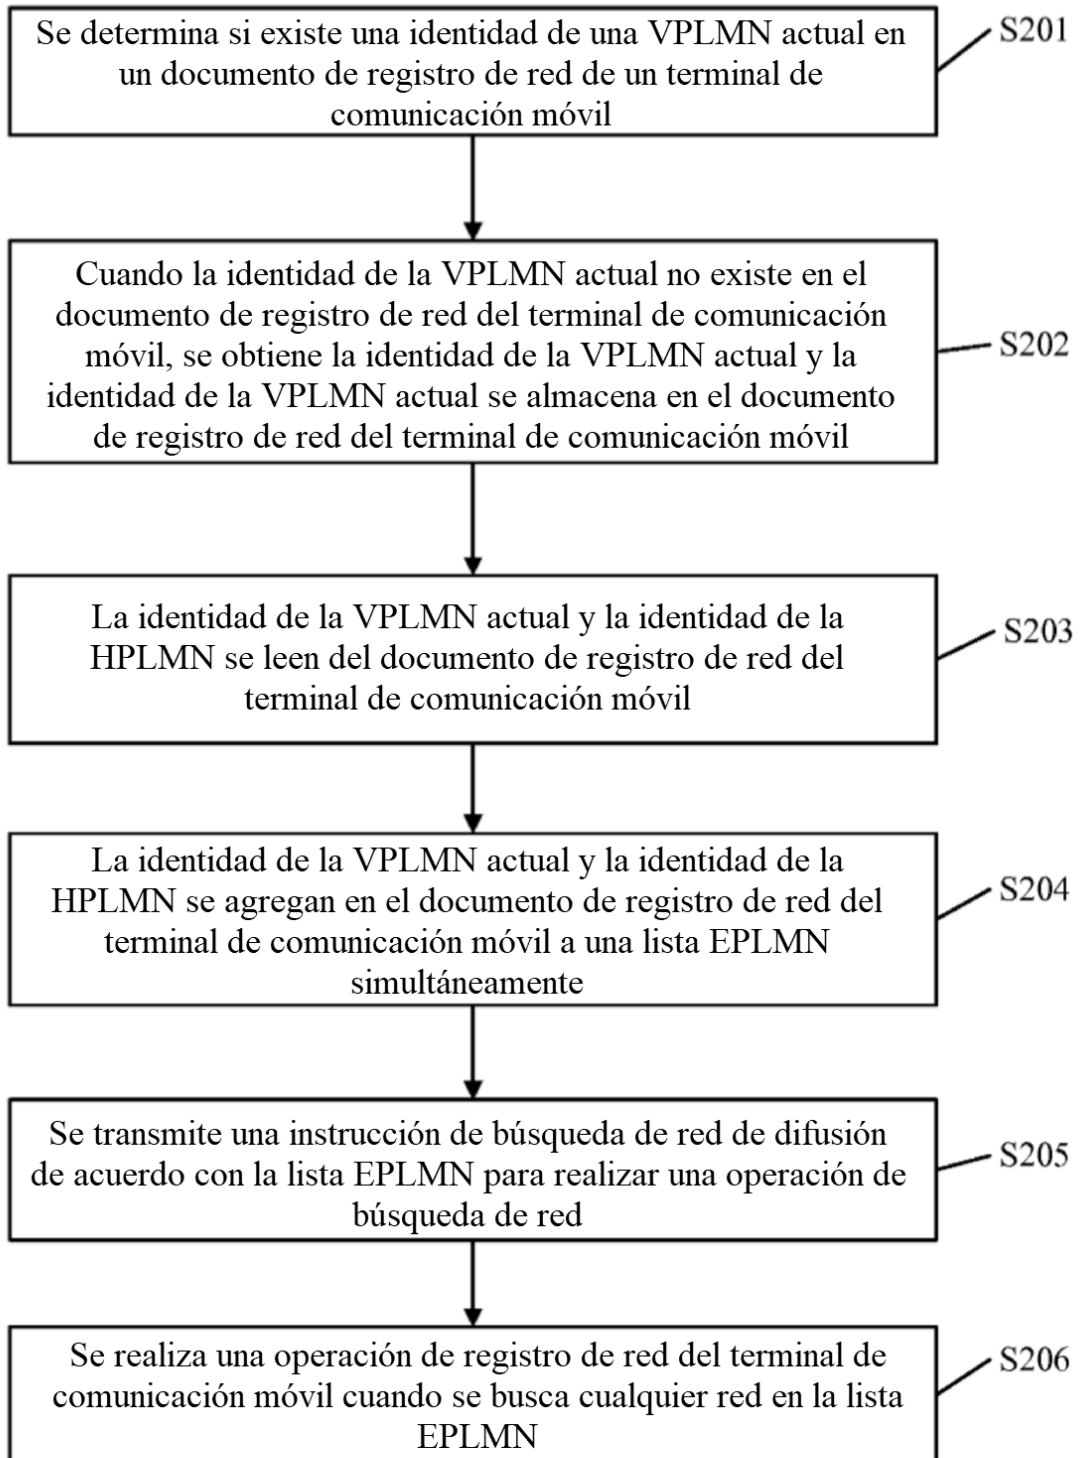 Se determina si existe una identidad de una VPLMN actual en
un documento de registro de red de un terminal de
comunicación móvil
S201
Cuando la identidad de la VPLMN actual no existe en el
documento de registro de red del terminal de comunicación
móvil, se obtiene la identidad de la VPLMN actual y la
identidad de la VPLMN actual se almacena en el documento
de registro de red del terminal de comunicación móvil
S202
La identidad de la VPLMN actual y la identidad de la
HPLMN se leen del documento de registro de red del
terminal de comunicación móvil
S203
La identidad de la VPLMN actual y la identidad de la
HPLMN se agregan en el documento de registro de red del
terminal de comunicación móvil a una lista EPLMN
simultáneamente
S204
Se transmite una instrucción de búsqueda de red de difusión
de acuerdo con la lista EPLMN para realizar una operación de
búsqueda de red
S205
Se realiza una operación de registro de red del terminal de
comunicación móvil cuando se busca cualquier red en la lista
EPLMN
S206